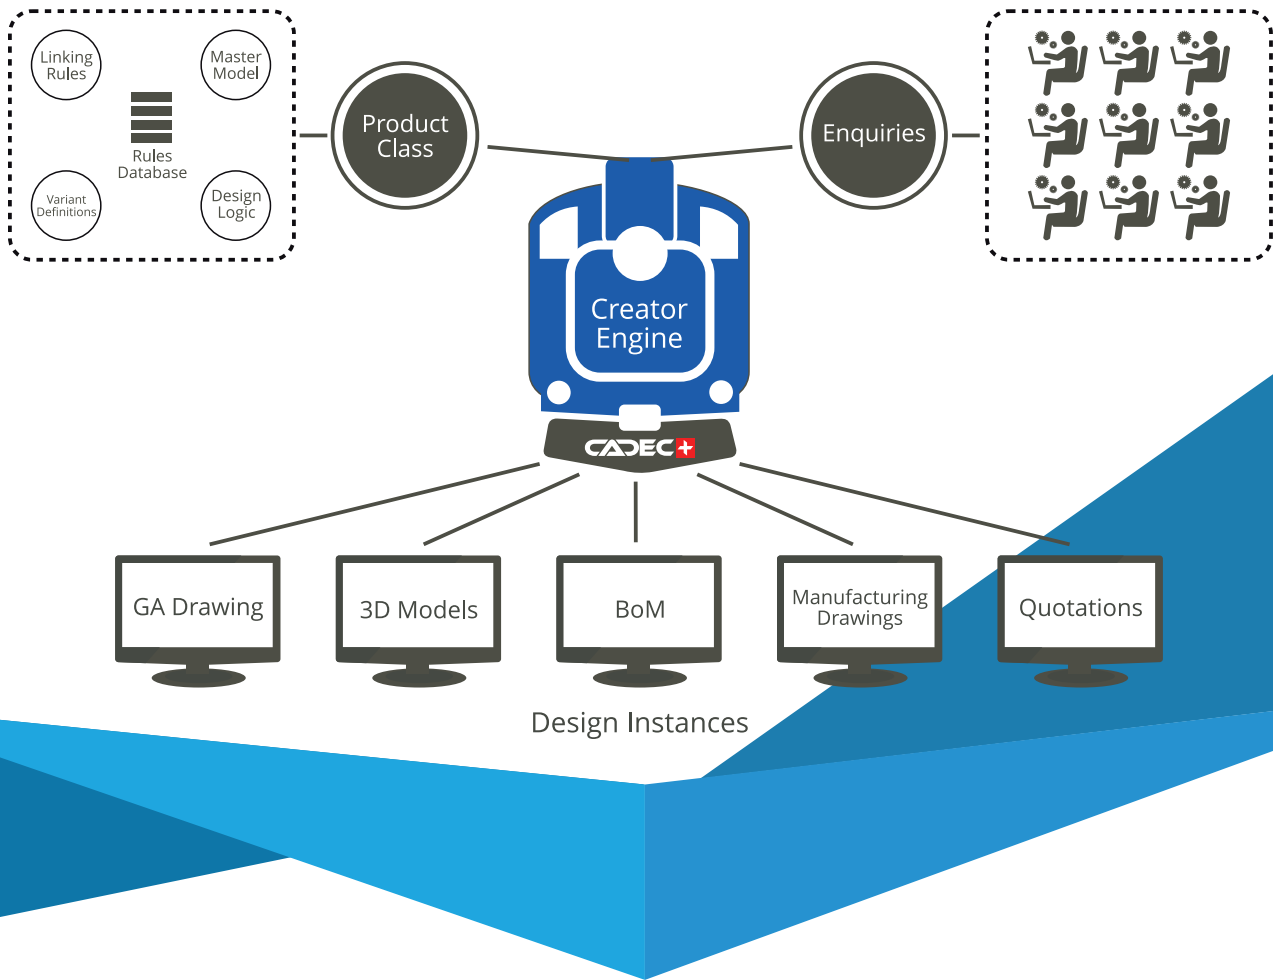 Linking
Rules
Master
Model
Rules
Database
Variant
Definitions
Design
Logic
Product
Class
Enquiries
Creator
Engine
CADEC+
GA Drawing
3D Models
BoM
Manufacturing
Drawings
Quotations
Design Instances